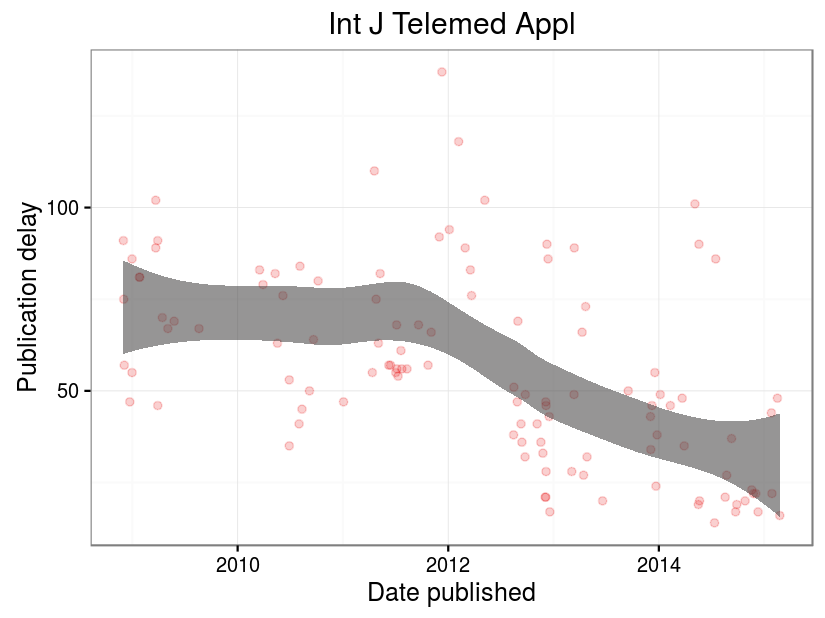 Int J Telemed Appl
Publication delay
100
50
2010
2012
2014
Date published